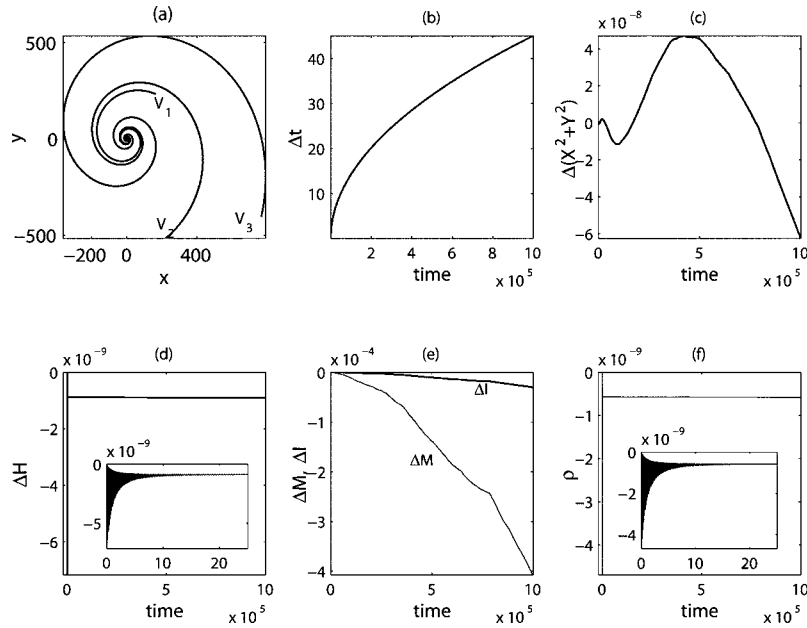 (a)
500
0
−500
y
−200 0 400
x
V1
V2
V3
(b)
40
30
20
10
Δt
2 4 6 8 10
time
× 10^5
(c)
× 10^−8
4
2
0
−2
−4
−6
Δ(X^2+Y^2)
0 5 10
time
× 10^5
(d)
× 10^−9
0
−2
−4
−6
ΔH
× 10^−9
0
−5
0 10 20
0 5 10
time
× 10^5
(e)
× 10^−4
0
−1
−2
−3
−4
ΔM, ΔI
ΔI
ΔM
0 5 10
time
× 10^5
(f)
× 10^−9
0
−1
−2
−3
−4
ρ
× 10^−9
0
−2
−4
0 10 20
0 5 10
time
× 10^5